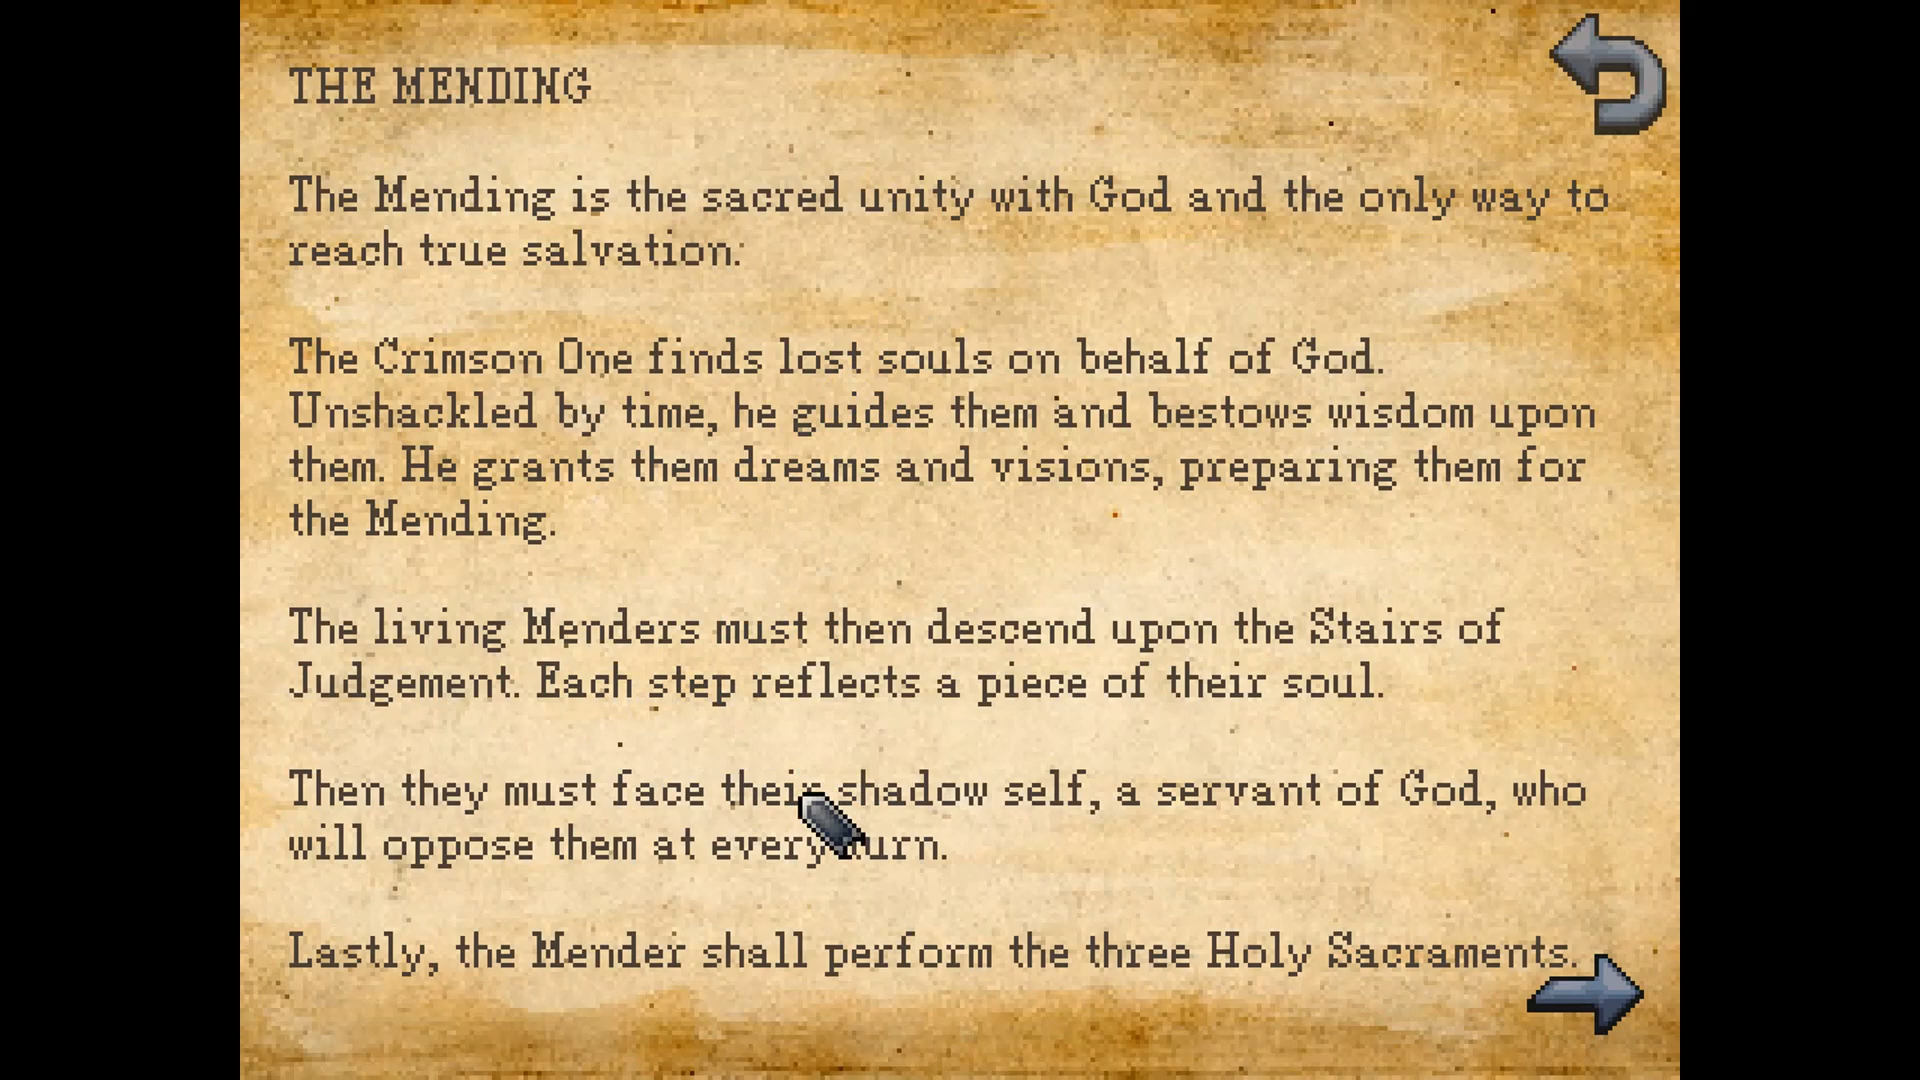 THE MENDING
The Mending is the sacred unity with God and the only way to
reach true salvation:
The Crimson One finds lost souls on behalf of God.
Unshackled by time, he guides them and bestows wisdom upon
them. He grants them dreams and visions, preparing them for
the Mending.
The living Menders must then descend upon the Stairs of
Judgement. Each step reflects a piece of their soul.
Then they must face their shadow self, a servant of God, who
will oppose them at every turn.
Lastly, the Mender shall perform the three Holy Sacraments.